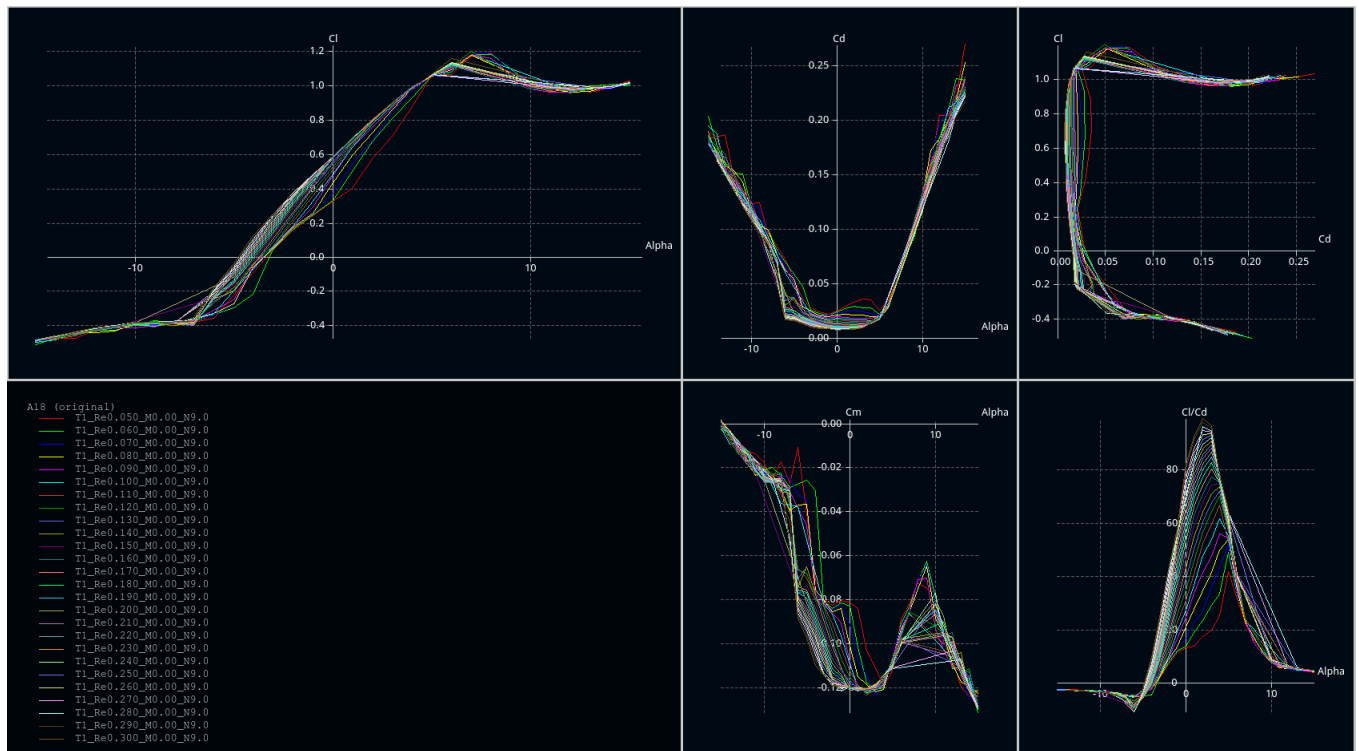 Cl
1.2
1.0
0.8
0.6
0.4
0.2
0.0
-0.2
-0.4
-10
10
Alpha
Cd
0.25
0.20
0.15
0.10
0.05
0.00
-10
0
10
Alpha
Cl
1.0
0.8
0.6
0.4
0.2
0.0
-0.2
-0.4
0.00
0.05
0.10
0.15
0.20
0.25
Cd
A18 (original)
T1_Re0.050_M0.00_N9.0
T1_Re0.060_M0.00_N9.0
T1_Re0.070_M0.00_N9.0
T1_Re0.080_M0.00_N9.0
T1_Re0.090_M0.00_N9.0
T1_Re0.100_M0.00_N9.0
T1_Re0.110_M0.00_N9.0
T1_Re0.120_M0.00_N9.0
T1_Re0.130_M0.00_N9.0
T1_Re0.140_M0.00_N9.0
T1_Re0.150_M0.00_N9.0
T1_Re0.160_M0.00_N9.0
T1_Re0.170_M0.00_N9.0
T1_Re0.180_M0.00_N9.0
T1_Re0.190_M0.00_N9.0
T1_Re0.200_M0.00_N9.0
T1_Re0.210_M0.00_N9.0
T1_Re0.220_M0.00_N9.0
T1_Re0.230_M0.00_N9.0
T1_Re0.240_M0.00_N9.0
T1_Re0.250_M0.00_N9.0
T1_Re0.260_M0.00_N9.0
T1_Re0.270_M0.00_N9.0
T1_Re0.280_M0.00_N9.0
T1_Re0.290_M0.00_N9.0
T1_Re0.300_M0.00_N9.0
Cm
Alpha
0.00
-0.02
-0.04
-0.06
-0.08
-0.10
-0.12
-10
0
10
Cl/Cd
80
60
40
20
0
-10
0
10
Alpha